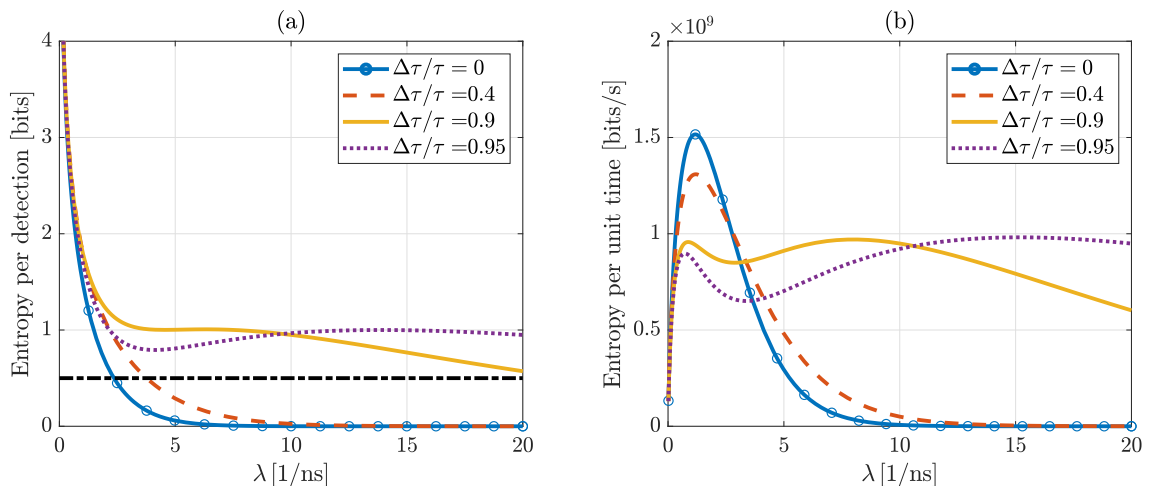 (a)
Entropy per detection [bits]
4
3
2
1
0
0 5 10 15 20
λ [1/ns]
Δτ/τ = 0
Δτ/τ =0.4
Δτ/τ =0.9
Δτ/τ =0.95
(b)
×10⁹
Entropy per unit time [bits/s]
2
1.5
1
0.5
0
0 5 10 15 20
λ [1/ns]
Δτ/τ = 0
Δτ/τ =0.4
Δτ/τ =0.9
Δτ/τ =0.95